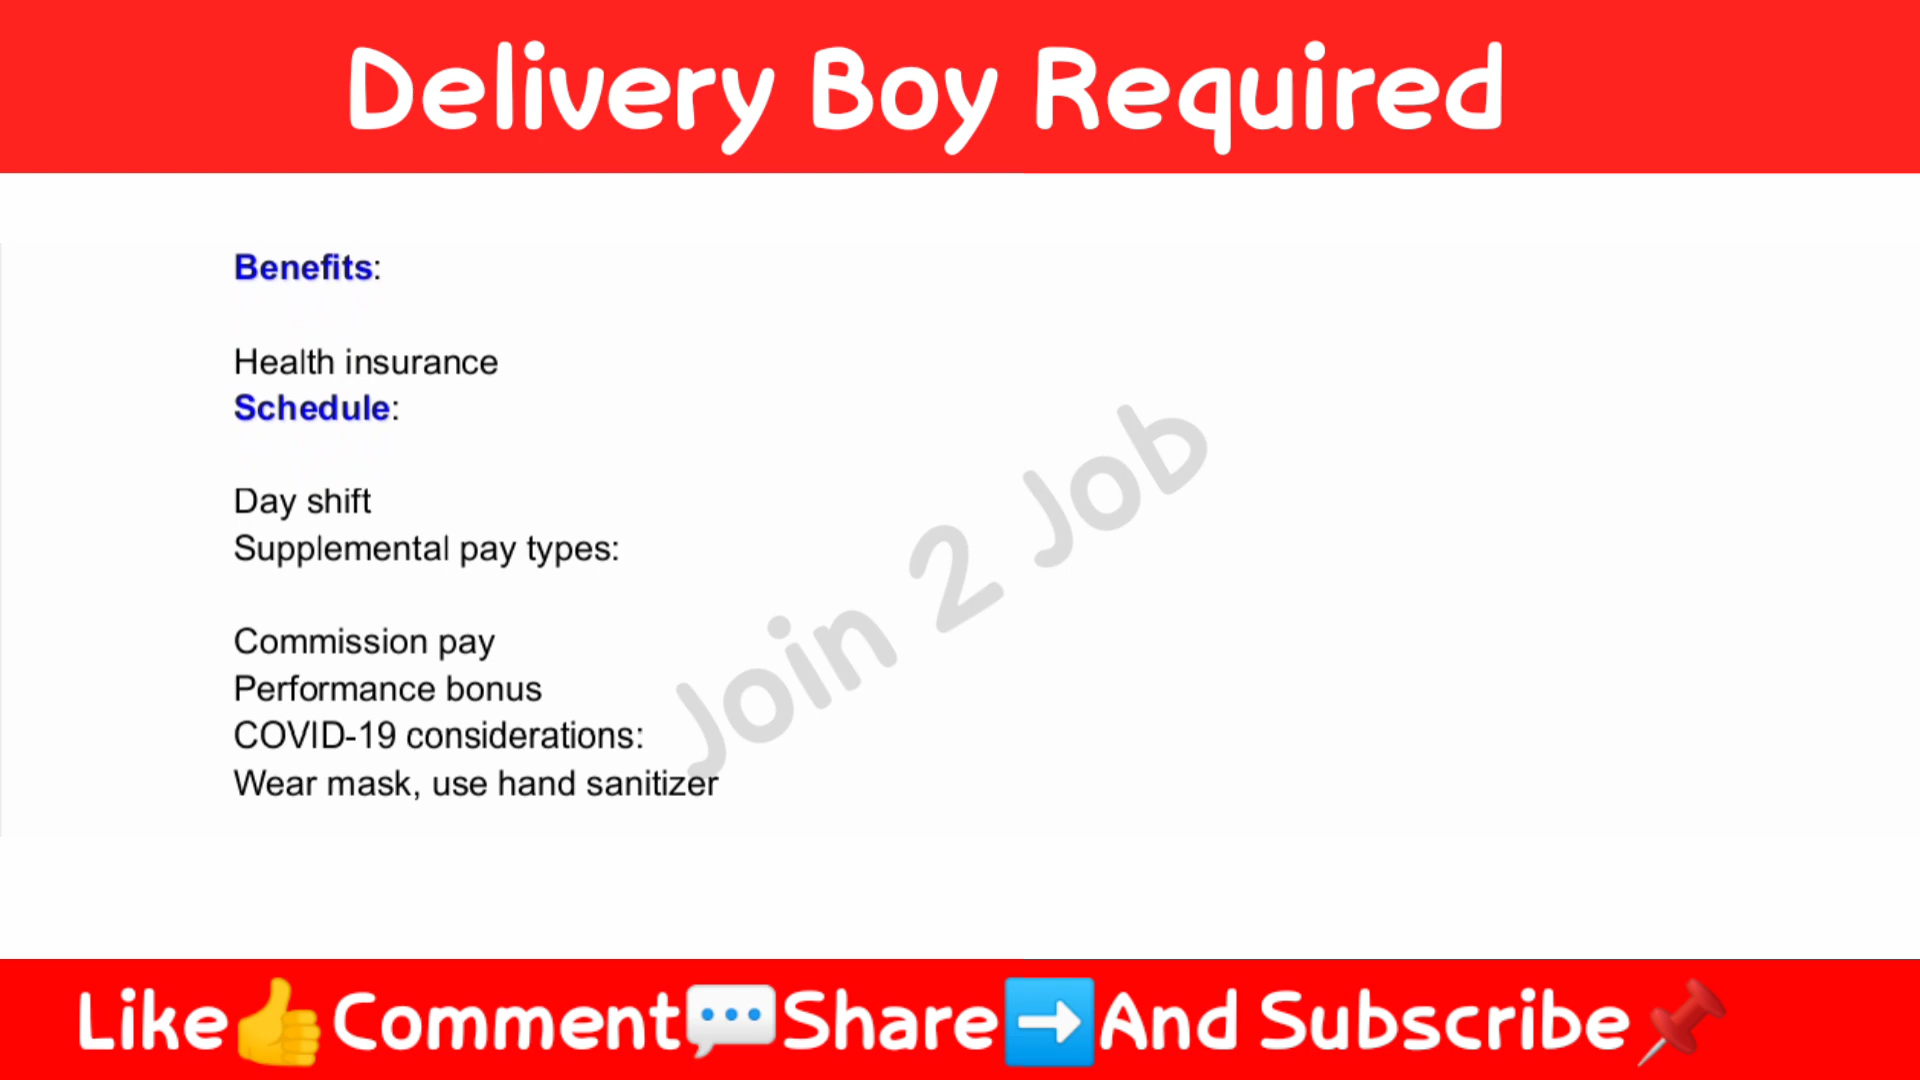 Delivery Boy Required
Benefits:
Health insurance
Schedule:
Day shift
Supplemental pay types:
Commission pay
Performance bonus
COVID-19 considerations:
Wear mask, use hand sanitizer
Join 2 Job
Like👍Comment💬Share➡️And Subscribe📌